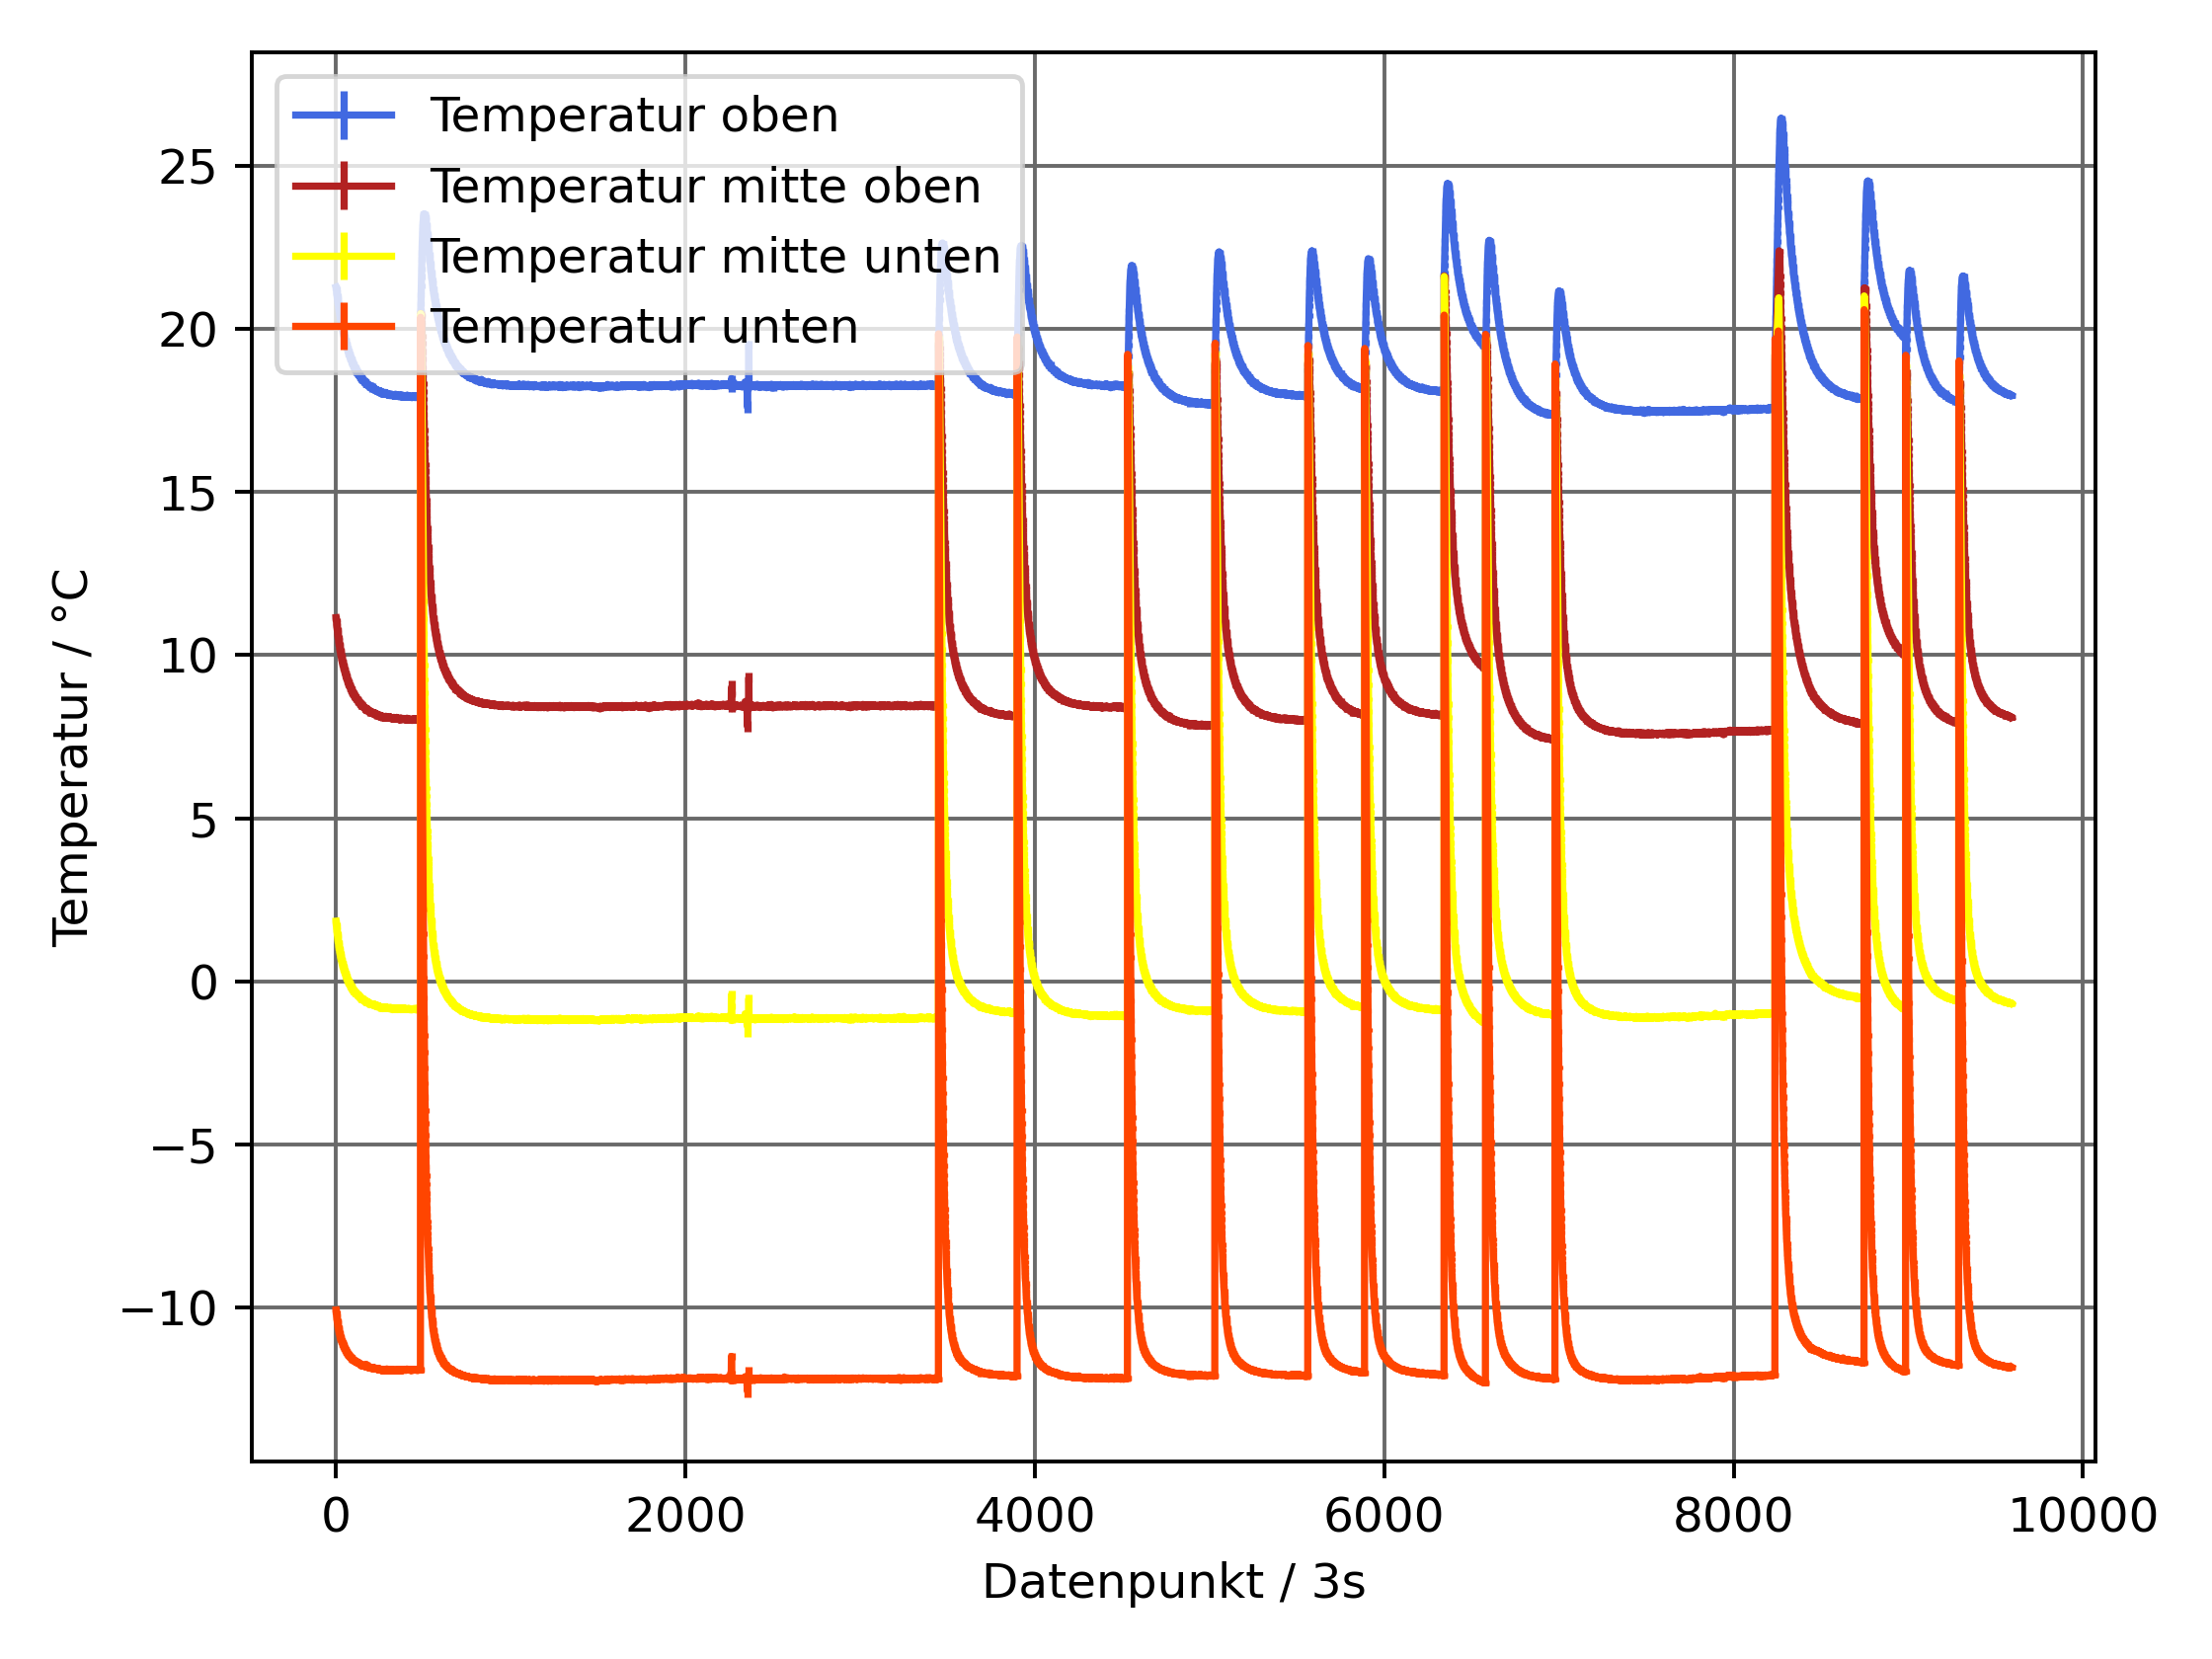 Temperatur oben
Temperatur mitte oben
Temperatur mitte unten
Temperatur unten
25
20
15
10
5
0
−5
−10
Temperatur / °C
0 2000 4000 6000 8000 10000
Datenpunkt / 3s